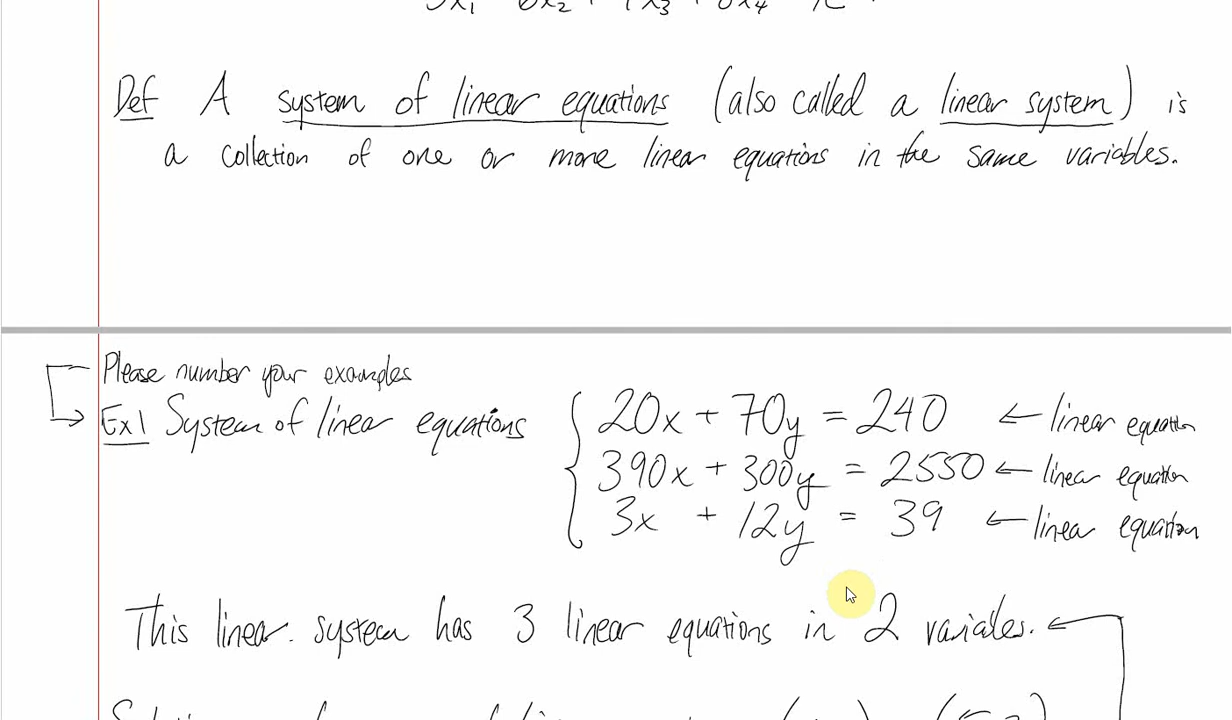 Def A system of linear equations (also called a linear system) is
a collection of one or more linear equations in the same variables.
Please number your examples
Ex1 System of linear equations
20x + 70y = 240 ← linear equation
390x + 300y = 2550 ← linear equation
3x + 12y = 39 ← linear equation
This linear system has 3 linear equations in 2 variables.